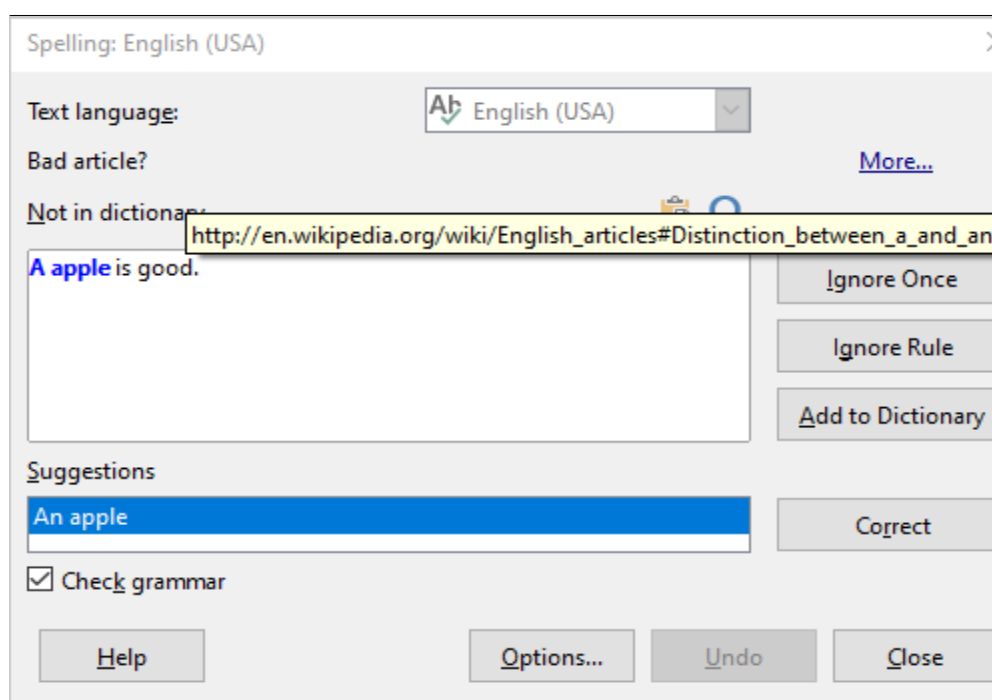 Spelling: English (USA)
Text language: English (USA)
Bad article? More...
Not in dictionary
http://en.wikipedia.org/wiki/English_articles#Distinction_between_a_and_an
A apple is good.
Ignore Once
Ignore Rule
Add to Dictionary
Suggestions
An apple
Correct
Check grammar
Help Options... Undo Close